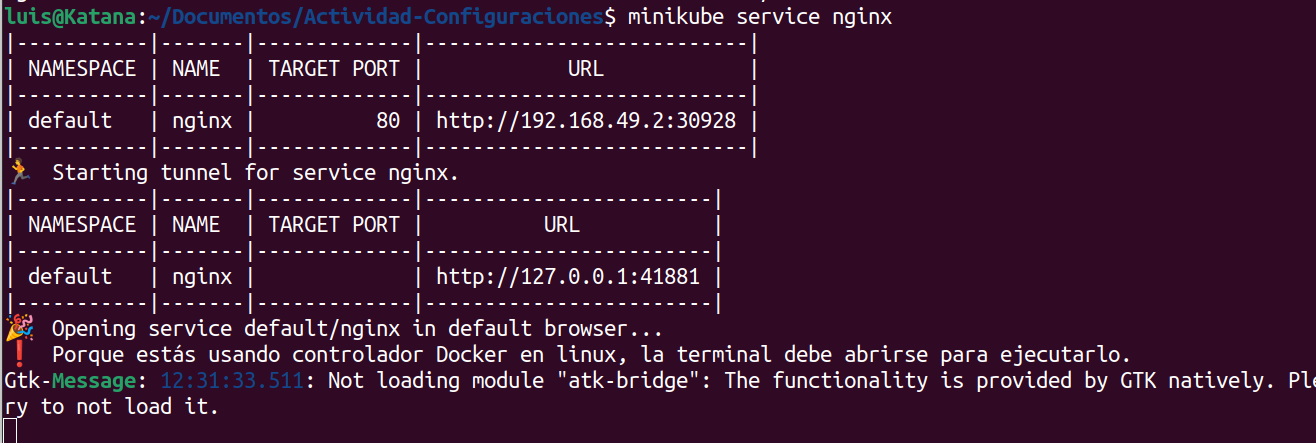 luis@Katana:~/Documentos/Actividad-Configuraciones$ minikube service nginx
|-----------|-------|-------------|---------------------------|
| NAMESPACE | NAME  | TARGET PORT |            URL            |
|-----------|-------|-------------|---------------------------|
| default   | nginx |          80 | http://192.168.49.2:30928 |
|-----------|-------|-------------|---------------------------|
🏃  Starting tunnel for service nginx.
|-----------|-------|-------------|------------------------|
| NAMESPACE | NAME  | TARGET PORT |          URL           |
|-----------|-------|-------------|------------------------|
| default   | nginx |             | http://127.0.0.1:41881 |
|-----------|-------|-------------|------------------------|
🎉  Opening service default/nginx in default browser...
❗  Porque estás usando controlador Docker en linux, la terminal debe abrirse para ejecutarlo.
Gtk-Message: 12:31:33.511: Not loading module "atk-bridge": The functionality is provided by GTK natively. Ple
ry to not load it.